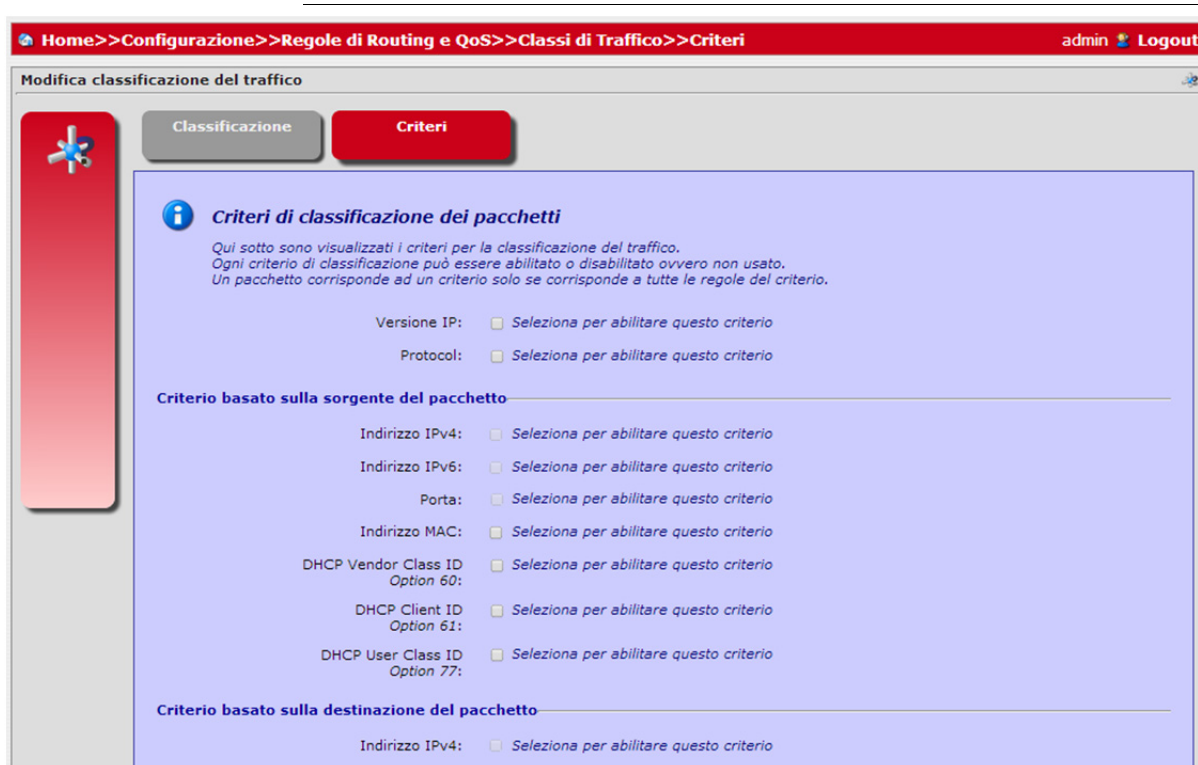 Home>>Configurazione>>Regole di Routing e QoS>>Classi di Traffico>>Criteri admin Logout
Modifica classificazione del traffico
Classificazione Criteri
Criteri di classificazione dei pacchetti
Qui sotto sono visualizzati i criteri per la classificazione del traffico.
Ogni criterio di classificazione può essere abilitato o disabilitato ovvero non usato.
Un pacchetto corrisponde ad un criterio solo se corrisponde a tutte le regole del criterio.
Versione IP: Seleziona per abilitare questo criterio
Protocol: Seleziona per abilitare questo criterio
Criterio basato sulla sorgente del pacchetto
Indirizzo IPv4: Seleziona per abilitare questo criterio
Indirizzo IPv6: Seleziona per abilitare questo criterio
Porta: Seleziona per abilitare questo criterio
Indirizzo MAC: Seleziona per abilitare questo criterio
DHCP Vendor Class ID Seleziona per abilitare questo criterio
Option 60:
DHCP Client ID Seleziona per abilitare questo criterio
Option 61:
DHCP User Class ID Seleziona per abilitare questo criterio
Option 77:
Criterio basato sulla destinazione del pacchetto
Indirizzo IPv4: Seleziona per abilitare questo criterio